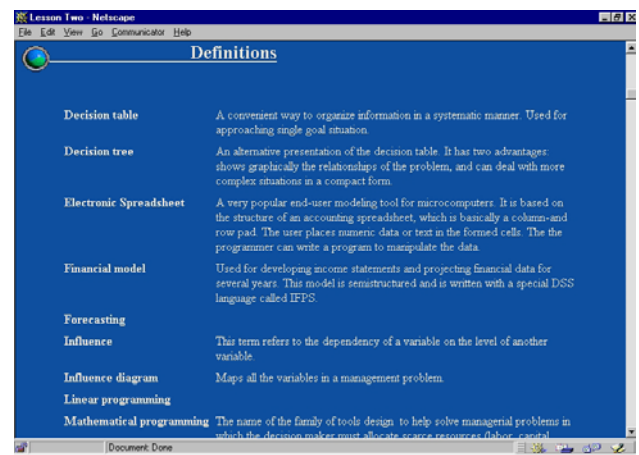 Lesson Two - Netscape
File Edit View Go Communicator Help
Definitions
Decision table A convenient way to organize information in a systematic manner. Used for
approaching single goal situation.
Decision tree An alternative presentation of the decision table. It has two advantages:
shows graphically the relationships of the problem, and can deal with more
complex situations in a compact form.
Electronic Spreadsheet A very popular end-user modeling tool for microcomputers. It is based on
the structure of an accounting spreadsheet, which is basically a column-and
row pad. The user places numeric data or text in the formed cells. The the
programmer can write a program to manipulate the data.
Financial model Used for developing income statements and projecting financial data for
several years. This model is semistructured and is written with a special DSS
language called IFPS.
Forecasting
Influence This term refers to the dependency of a variable on the level of another
variable.
Influence diagram Maps all the variables in a management problem.
Linear programming
Mathematical programming The name of the family of tools design to help solve managerial problems in
which the decision maker must allocate scarce resources (labor, capital,
Document: Done